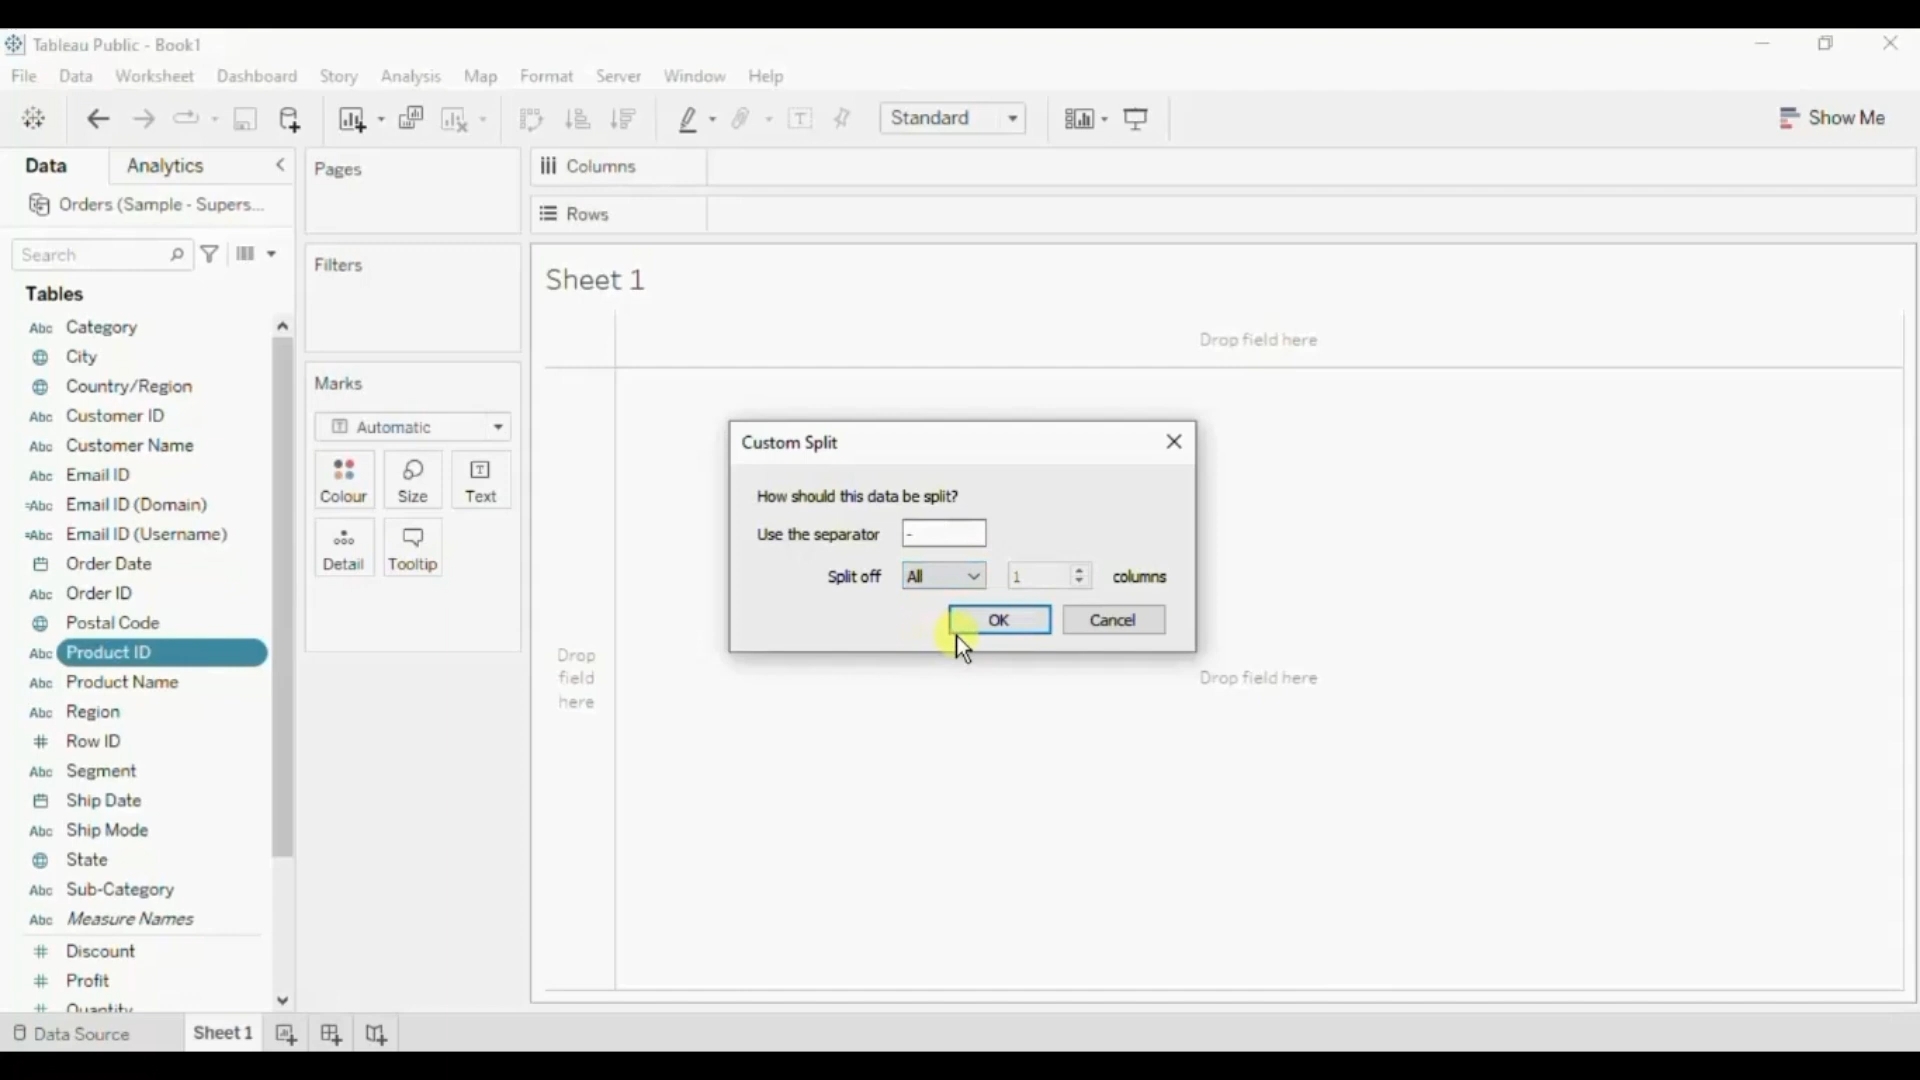 Tableau Public - Book1
File Data Worksheet Dashboard Story Analysis Map Format Server Window Help
Standard
Show Me
Data Analytics
Orders (Sample - Supers...
Search
Tables
Abc Category
City
Country/Region
Abc Customer ID
Abc Customer Name
Abc Email ID
=Abc Email ID (Domain)
=Abc Email ID (Username)
Order Date
Abc Order ID
Postal Code
Abc Product ID
Abc Product Name
Abc Region
# Row ID
Abc Segment
Ship Date
Abc Ship Mode
State
Abc Sub-Category
Abc Measure Names
# Discount
# Profit
# Quantity
Pages
Filters
Marks
T Automatic
Colour Size T Text
Detail Tooltip
Columns
Rows
Sheet 1
Drop field here
Drop
field
here
Drop field here
Custom Split
How should this data be split?
Use the separator -
Split off All 1 columns
OK Cancel
Data Source Sheet 1